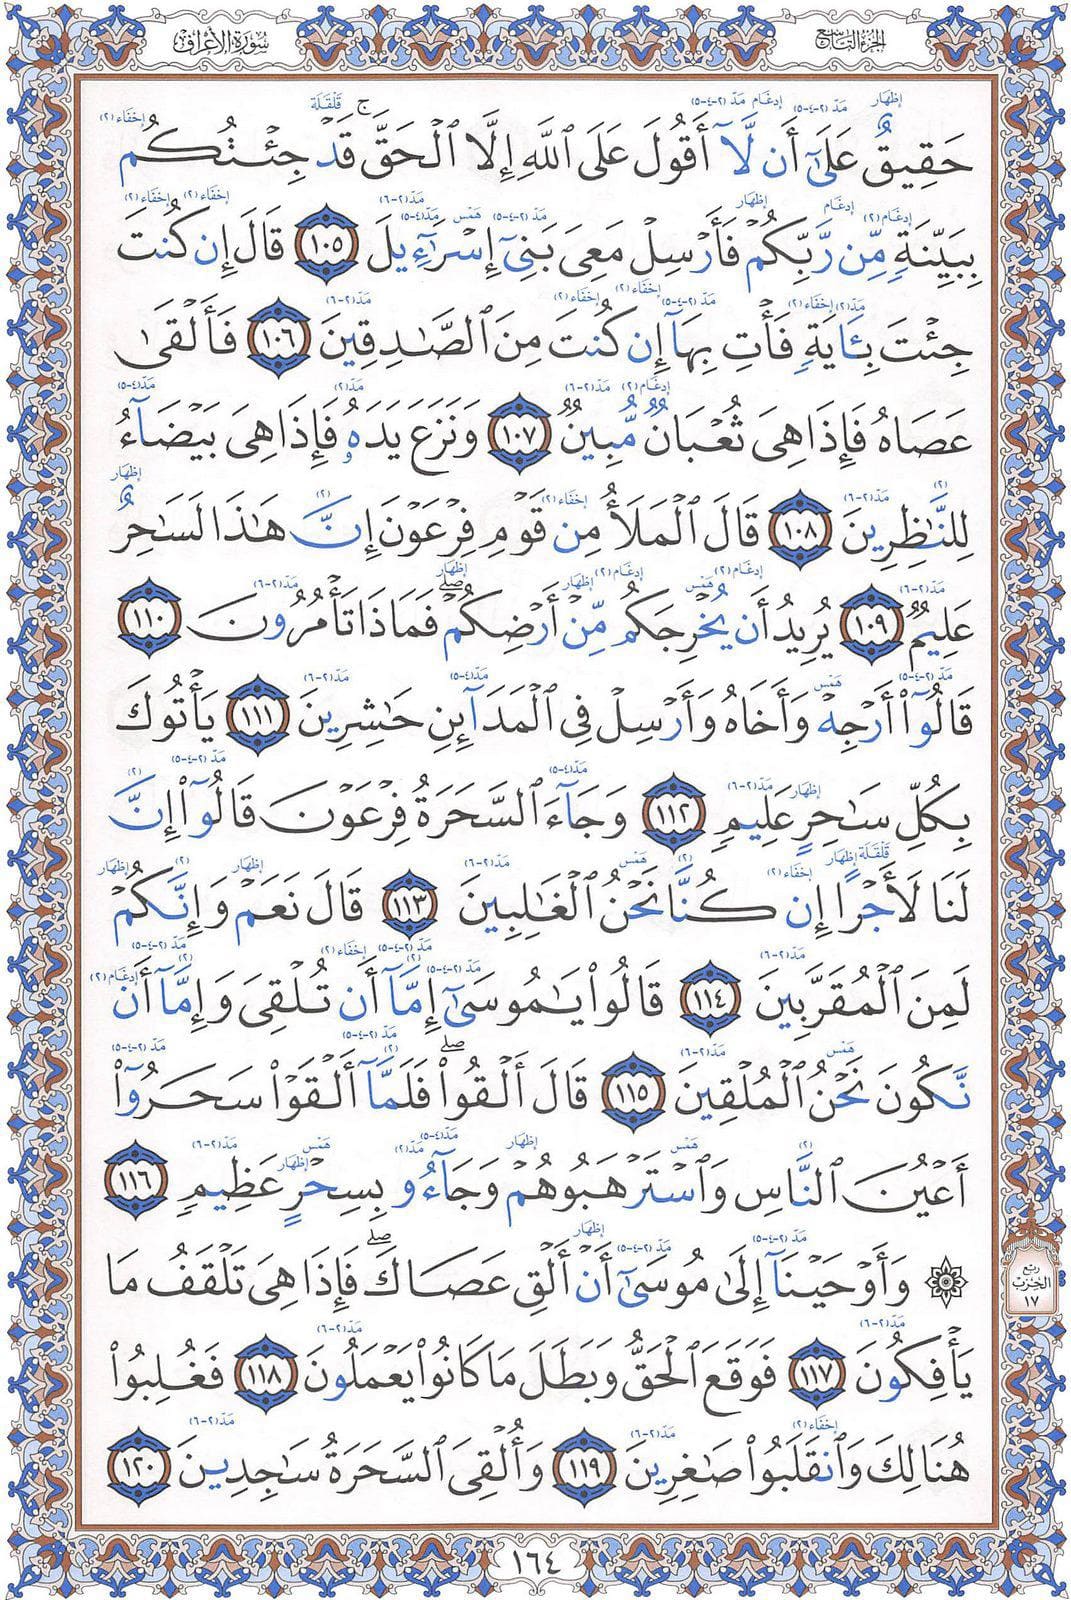 الجزء التاسع
سورة الأعراف
حَقِيقٌ عَلَىٰٓ أَن لَّآ أَقُولَ عَلَى ٱللَّهِ إِلَّا ٱلْحَقَّ ۚ قَدْ جِئْتُكُم
بِبَيِّنَةٍ مِّن رَّبِّكُمْ فَأَرْسِلْ مَعِىَ بَنِىٓ إِسْرَٰٓءِيلَ ١٠٥ قَالَ إِن كُنتَ
جِئْتَ بِـَٔايَةٍ فَأْتِ بِهَآ إِن كُنتَ مِنَ ٱلصَّٰدِقِينَ ١٠٦ فَأَلْقَىٰ
عَصَاهُ فَإِذَا هِىَ ثُعْبَانٌ مُّبِينٌ ١٠٧ وَنَزَعَ يَدَهُۥ فَإِذَا هِىَ بَيْضَآءُ
لِلنَّٰظِرِينَ ١٠٨ قَالَ ٱلْمَلَأُ مِن قَوْمِ فِرْعَوْنَ إِنَّ هَٰذَا لَسَٰحِرٌ
عَلِيمٌ ١٠٩ يُرِيدُ أَن يُخْرِجَكُم مِّنْ أَرْضِكُمْ ۖ فَمَاذَا تَأْمُرُونَ ١١٠
قَالُوٓا۟ أَرْجِهْ وَأَخَاهُ وَأَرْسِلْ فِى ٱلْمَدَآئِنِ حَٰشِرِينَ ١١١ يَأْتُوكَ
بِكُلِّ سَٰحِرٍ عَلِيمٍ ١١٢ وَجَآءَ ٱلسَّحَرَةُ فِرْعَوْنَ قَالُوٓا۟ إِنَّ
لَنَا لَأَجْرًا إِن كُنَّا نَحْنُ ٱلْغَٰلِبِينَ ١١٣ قَالَ نَعَمْ وَإِنَّكُمْ
لَمِنَ ٱلْمُقَرَّبِينَ ١١٤ قَالُوا۟ يَٰمُوسَىٰٓ إِمَّآ أَن تُلْقِىَ وَإِمَّآ أَن
نَّكُونَ نَحْنُ ٱلْمُلْقِينَ ١١٥ قَالَ أَلْقُوا۟ ۖ فَلَمَّآ أَلْقَوْا۟ سَحَرُوٓا۟
أَعْيُنَ ٱلنَّاسِ وَٱسْتَرْهَبُوهُمْ وَجَآءُو بِسِحْرٍ عَظِيمٍ ١١٦
۞ وَأَوْحَيْنَآ إِلَىٰ مُوسَىٰٓ أَنْ أَلْقِ عَصَاكَ ۖ فَإِذَا هِىَ تَلْقَفُ مَا
يَأْفِكُونَ ١١٧ فَوَقَعَ ٱلْحَقُّ وَبَطَلَ مَا كَانُوا۟ يَعْمَلُونَ ١١٨ فَغُلِبُوا۟
هُنَالِكَ وَٱنقَلَبُوا۟ صَٰغِرِينَ ١١٩ وَأُلْقِىَ ٱلسَّحَرَةُ سَٰجِدِينَ ١٢٠
ربع
الحزب
١٧
١٦٤